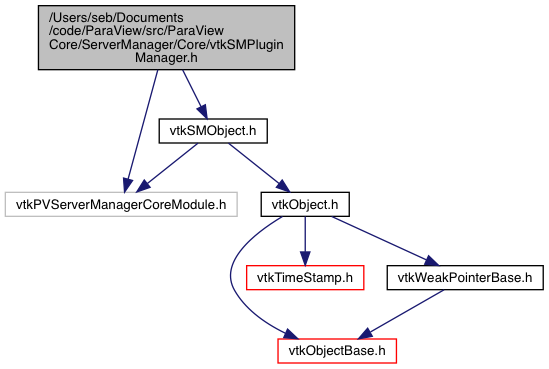 /Users/seb/Documents
/code/ParaView/src/ParaView
Core/ServerManager/Core/vtkSMPlugin
Manager.h
vtkSMObject.h
vtkPVServerManagerCoreModule.h
vtkObject.h
vtkTimeStamp.h
vtkWeakPointerBase.h
vtkObjectBase.h